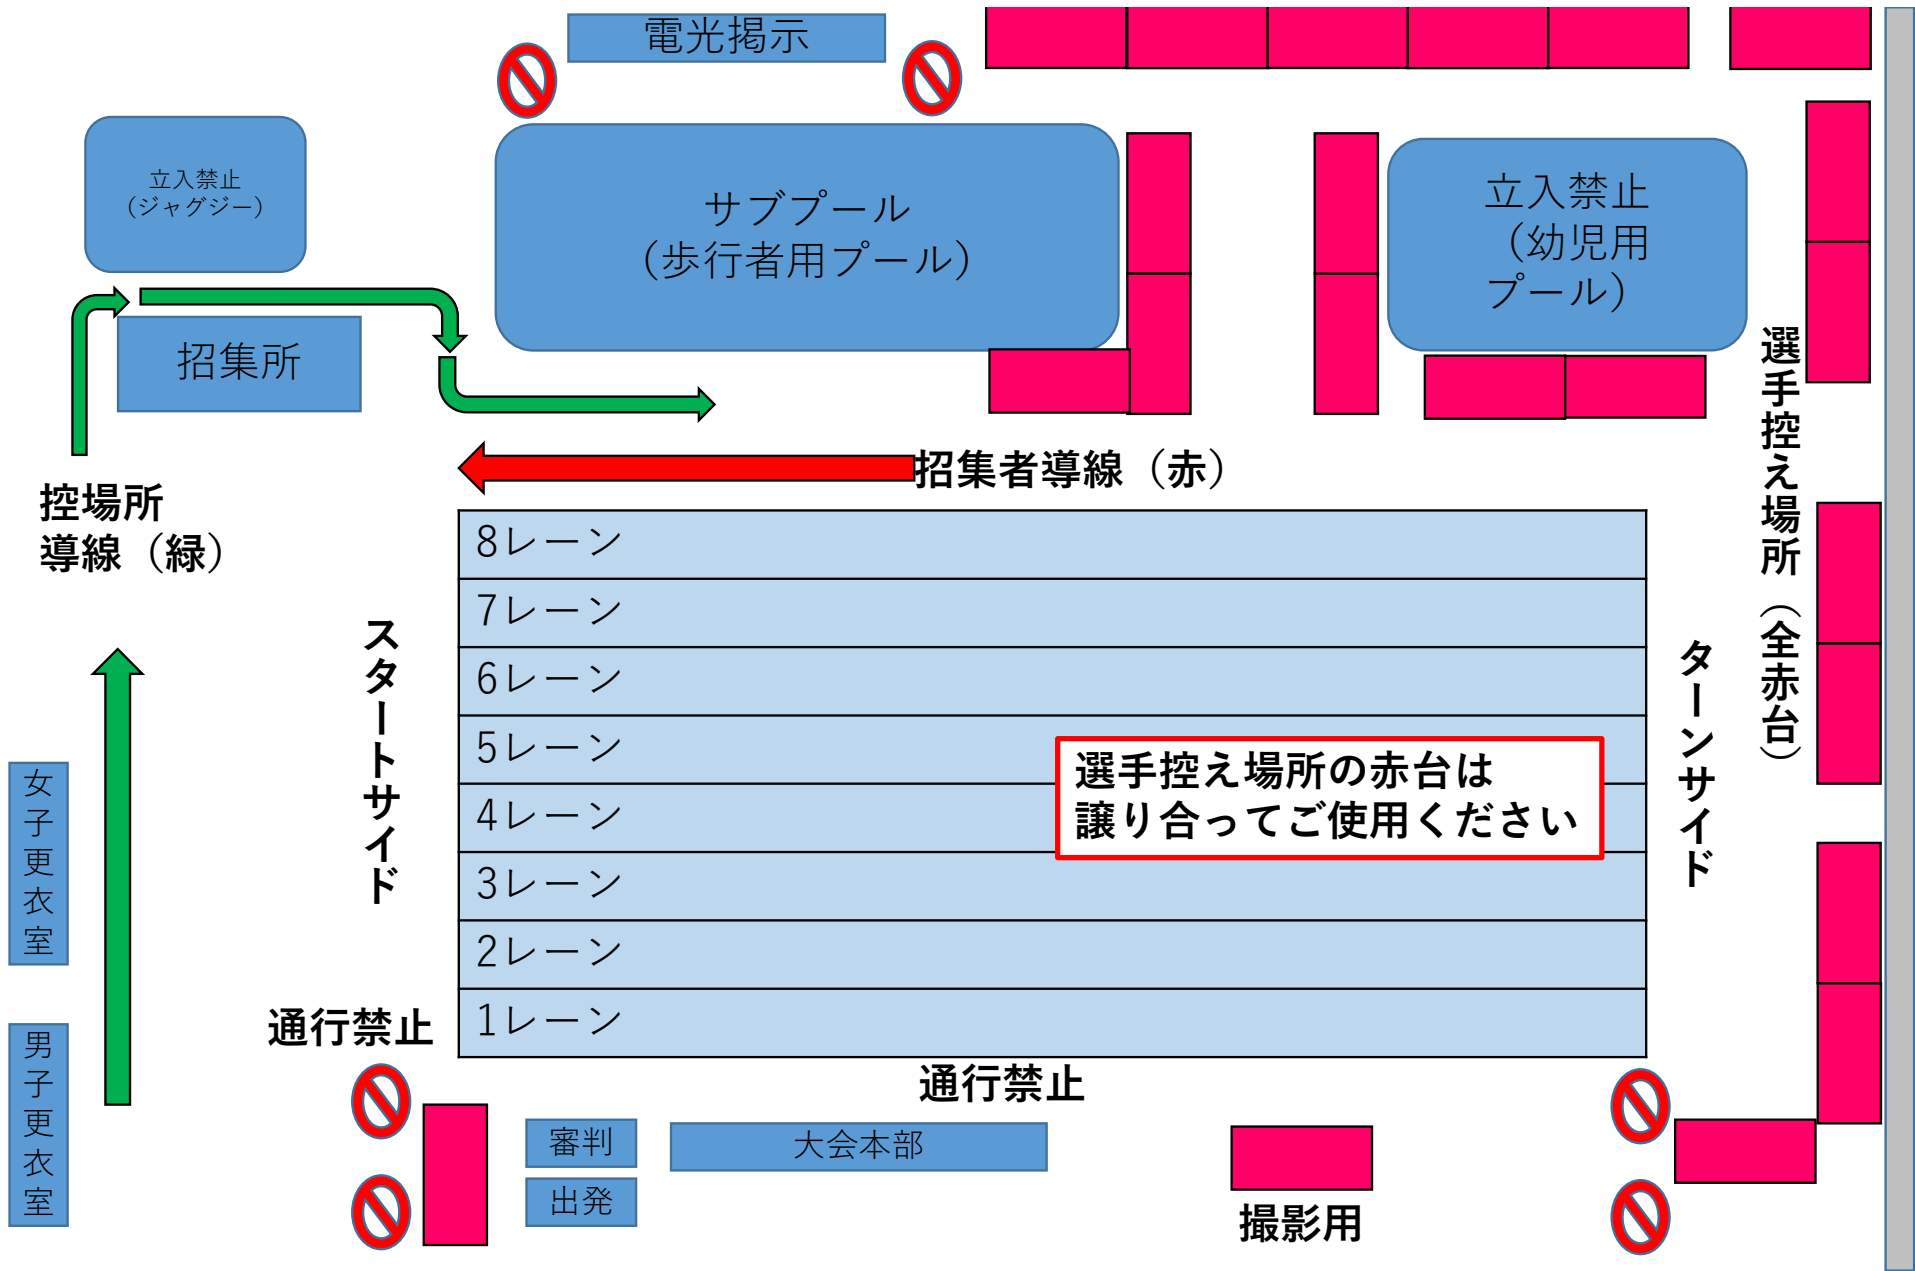 電光掲示
立入禁止
（ジャグジー）
サブプール
（歩行者用プール）
立入禁止
（幼児用
プール）
招集所
選手控え場所（全赤台）
招集者導線（赤）
控場所
導線（緑）
8レーン
7レーン
6レーン
5レーン
4レーン
3レーン
2レーン
1レーン
スタートサイド
ターンサイド
選手控え場所の赤台は
譲り合ってご使用ください
女子更衣室
男子更衣室
通行禁止
通行禁止
審判
大会本部
出発
撮影用